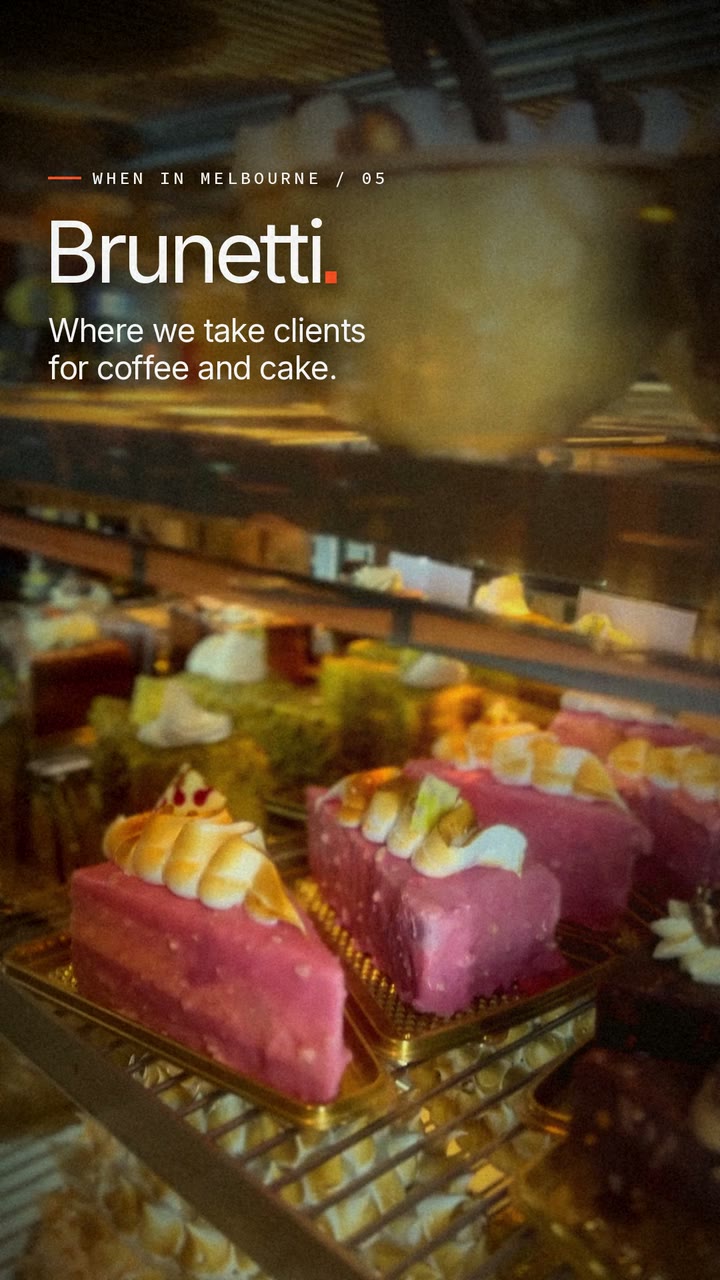 WHEN IN MELBOURNE / 05
Brunetti.
Where we take clients
for coffee and cake.